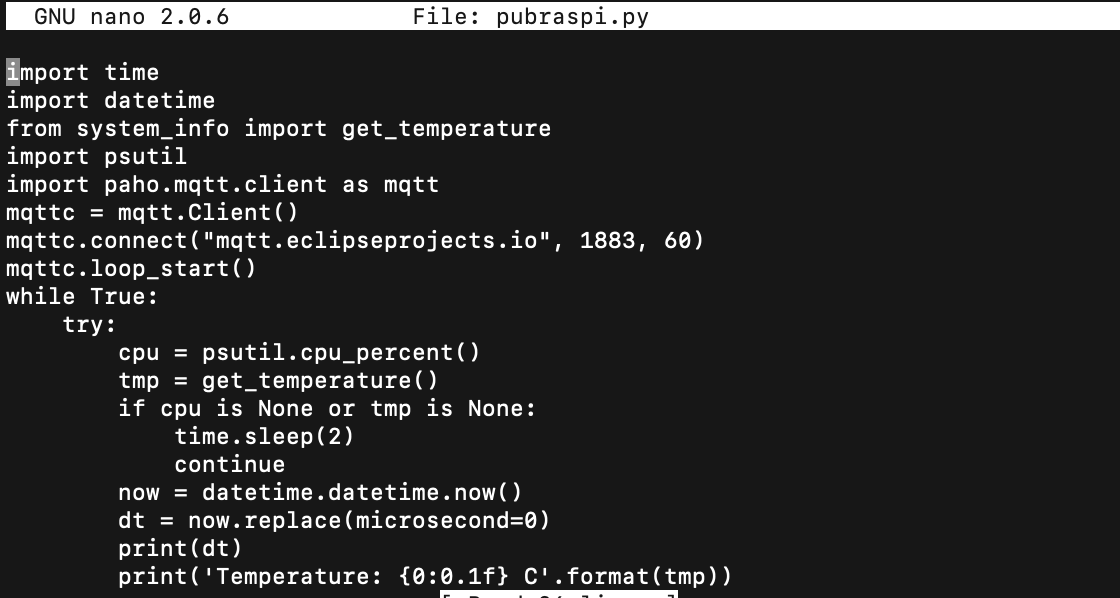 GNU nano 2.0.6 File: pubraspi.py
import time
import datetime
from system_info import get_temperature
import psutil
import paho.mqtt.client as mqtt
mqttc = mqtt.Client()
mqttc.connect("mqtt.eclipseprojects.io", 1883, 60)
mqttc.loop_start()
while True:
    try:
        cpu = psutil.cpu_percent()
        tmp = get_temperature()
        if cpu is None or tmp is None:
            time.sleep(2)
            continue
        now = datetime.datetime.now()
        dt = now.replace(microsecond=0)
        print(dt)
        print('Temperature: {0:0.1f} C'.format(tmp))